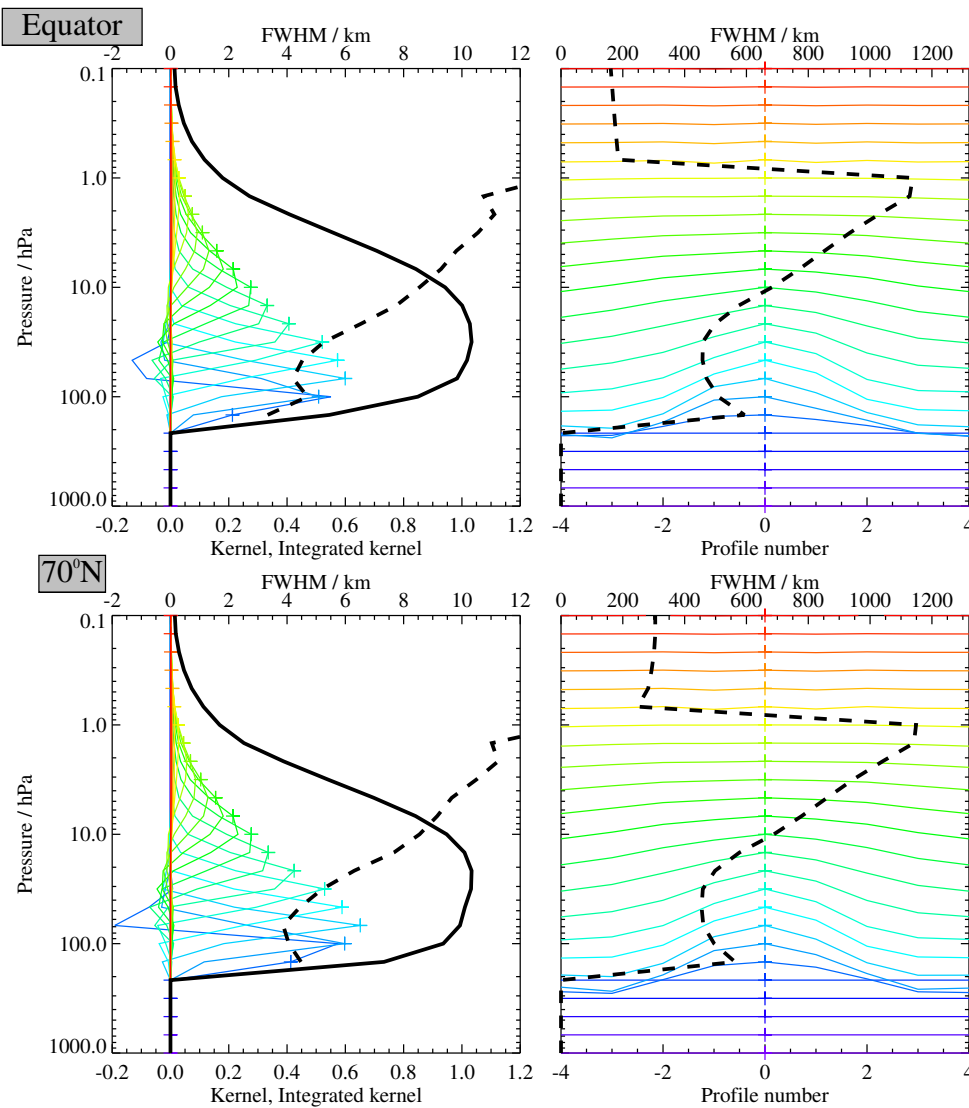 Equator
FWHM / km
FWHM / km
-2 0 2 4 6 8 10 12
0 200 400 600 800 1000 1200
0.1
1.0
10.0
100.0
1000.0
Pressure / hPa
-0.2 0.0 0.2 0.4 0.6 0.8 1.0 1.2
-4 -2 0 2 4
Kernel, Integrated kernel
Profile number
70⁰N
FWHM / km
FWHM / km
-2 0 2 4 6 8 10 12
0 200 400 600 800 1000 1200
0.1
1.0
10.0
100.0
1000.0
Pressure / hPa
-0.2 0.0 0.2 0.4 0.6 0.8 1.0 1.2
-4 -2 0 2 4
Kernel, Integrated kernel
Profile number